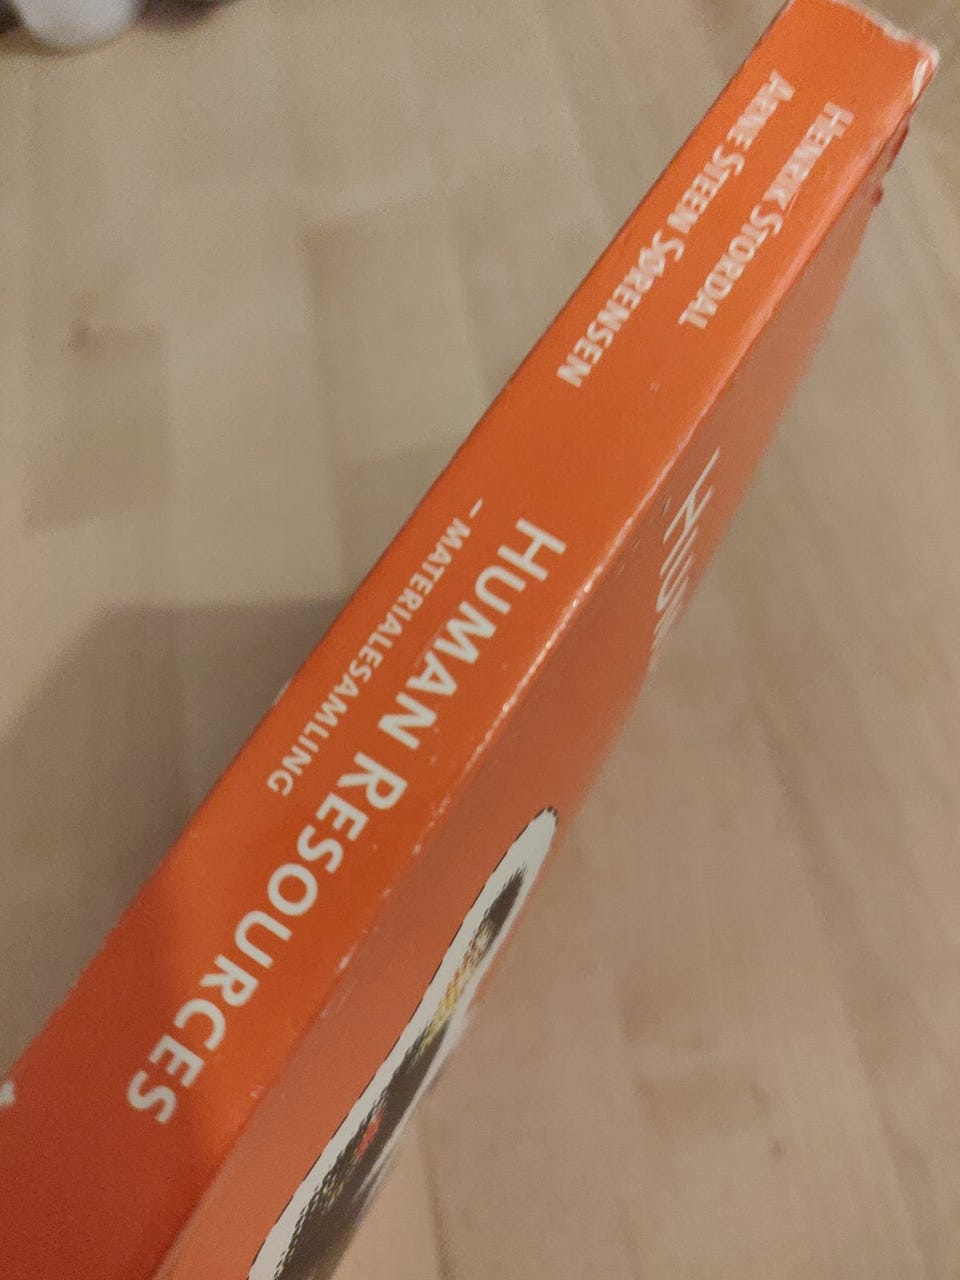 HENRIK STORDAL
ARNE STEEN SØRENSEN
HUMAN RESOURCES
– MATERIALESAMLING